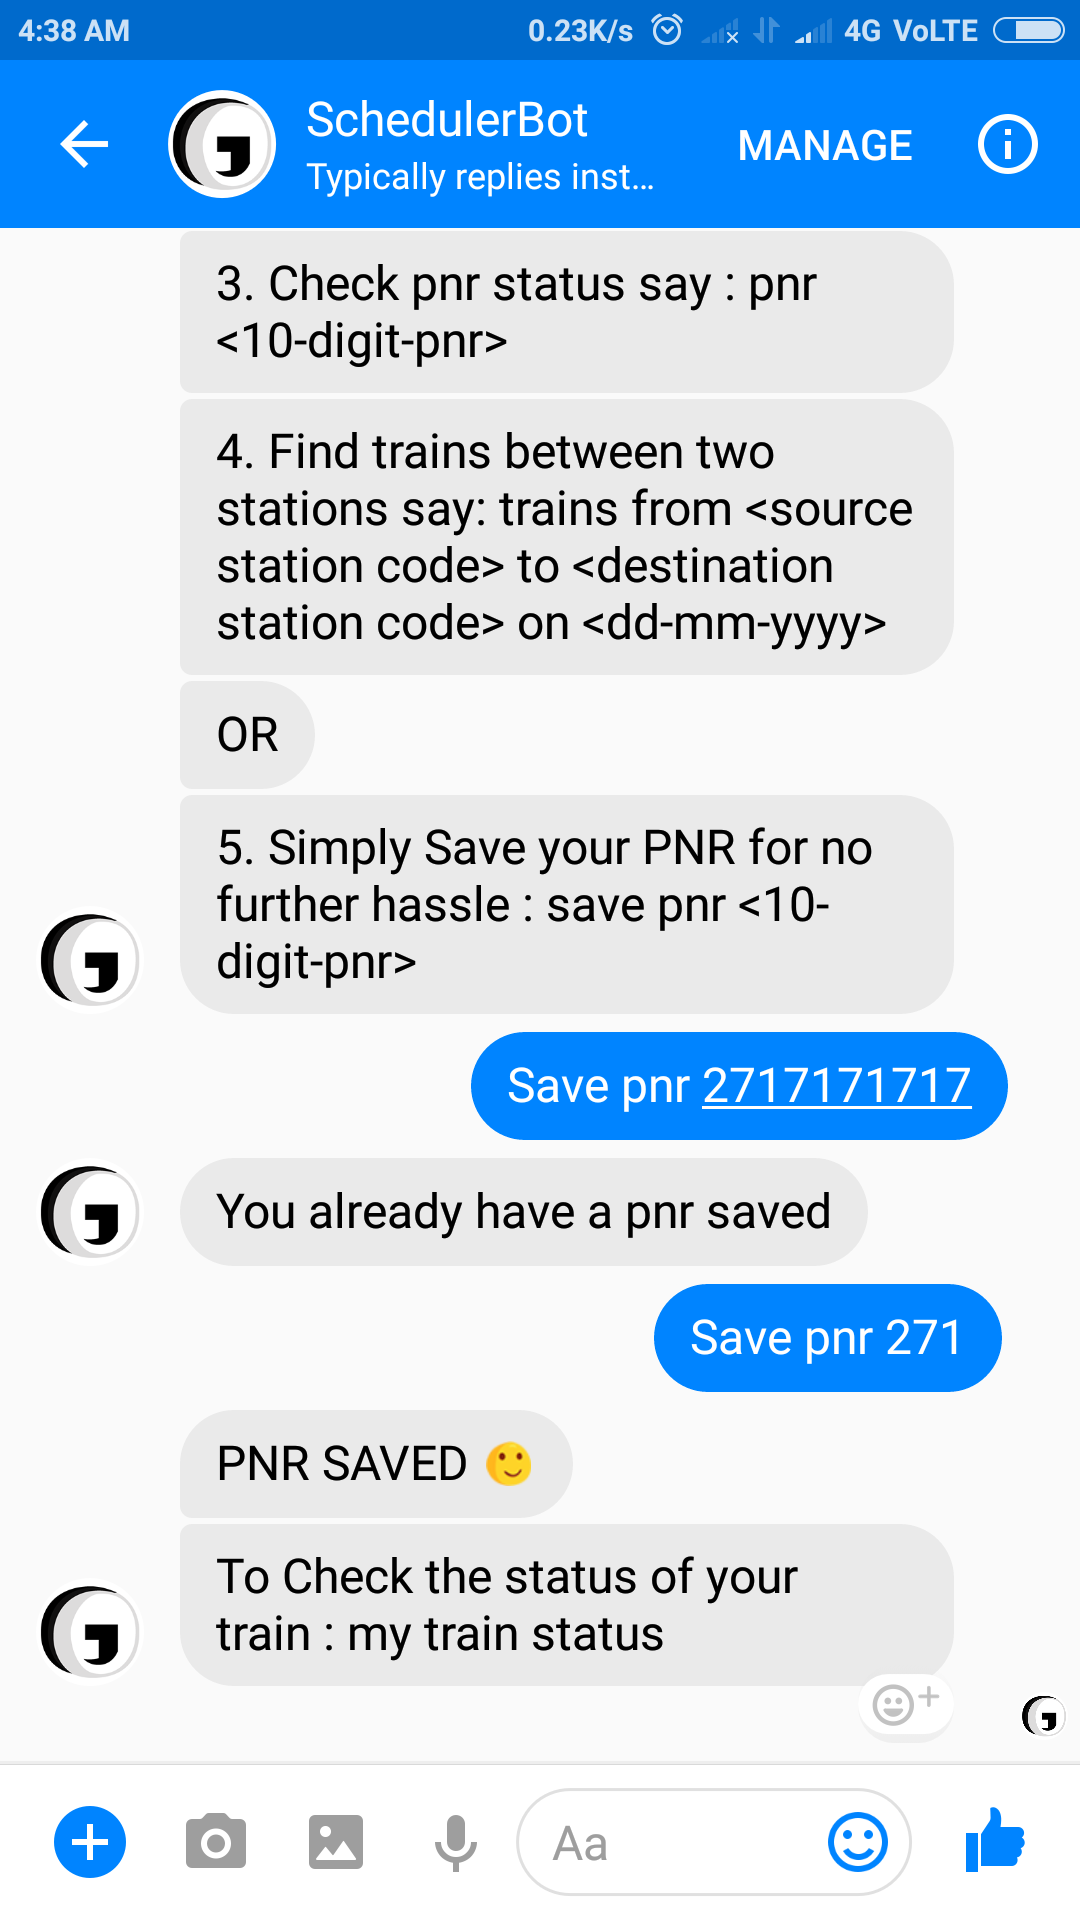 4:38 AM 0.23K/s 4G VoLTE
SchedulerBot
Typically replies inst...
MANAGE
3. Check pnr status say : pnr
<10-digit-pnr>
4. Find trains between two
stations say: trains from <source
station code> to <destination
station code> on <dd-mm-yyyy>
OR
5. Simply Save your PNR for no
further hassle : save pnr <10-
digit-pnr>
Save pnr 2717171717
You already have a pnr saved
Save pnr 271
PNR SAVED 🙂
To Check the status of your
train : my train status
Aa